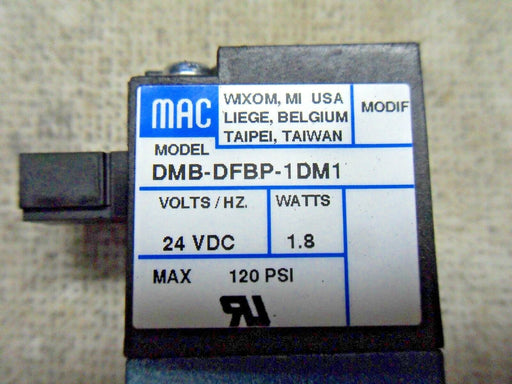 MAC
WIXOM, MI USA
LIEGE, BELGIUM
TAIPEI, TAIWAN
MODIF
MODEL
DMB-DFBP-1DM1
VOLTS / HZ. WATTS
24 VDC 1.8
MAX 120 PSI